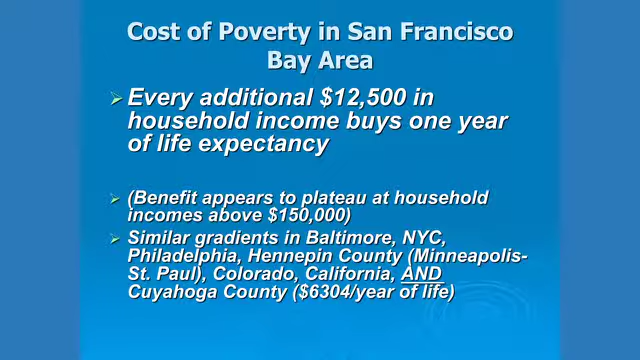 Cost of Poverty in San Francisco
Bay Area
Every additional $12,500 in
household income buys one year
of life expectancy
(Benefit appears to plateau at household
incomes above $150,000)
Similar gradients in Baltimore, NYC,
Philadelphia, Hennepin County (Minneapolis-
St. Paul), Colorado, California, AND
Cuyahoga County ($6304/year of life)